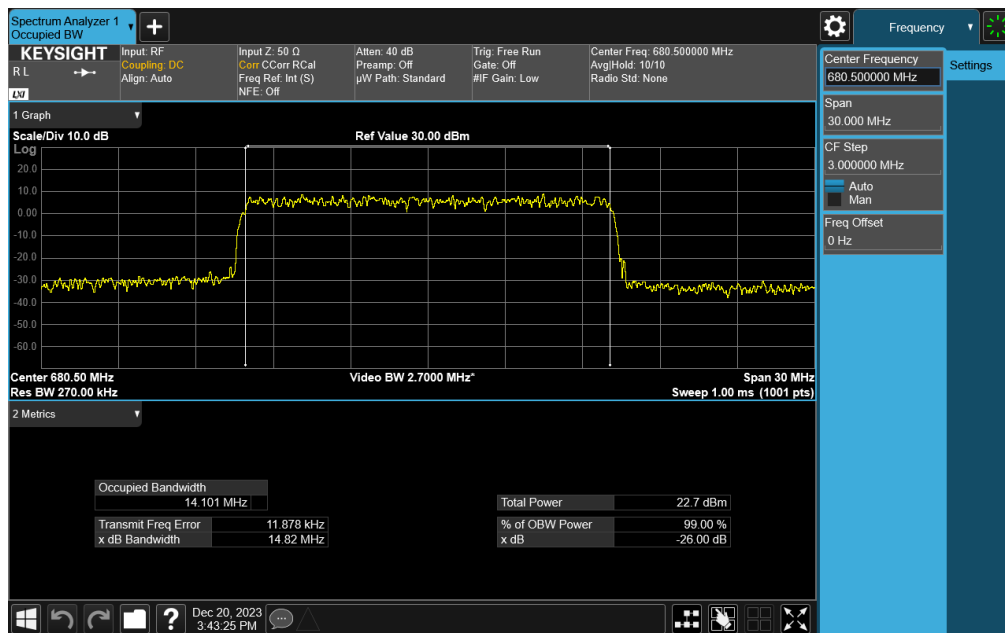 Spectrum Analyzer 1
Occupied BW
Frequency
KEYSIGHT
R L
LXI
Input: RF
Coupling: DC
Align: Auto
Input Z: 50 Ω
Corr CCorr RCal
Freq Ref: Int (S)
NFE: Off
Atten: 40 dB
Preamp: Off
µW Path: Standard
Trig: Free Run
Gate: Off
#IF Gain: Low
Center Freq: 680.500000 MHz
Avg|Hold: 10/10
Radio Std: None
Center Frequency
680.500000 MHz
Settings
Span
30.000 MHz
CF Step
3.000000 MHz
Auto
Man
Freq Offset
0 Hz
1 Graph
Scale/Div 10.0 dB
Ref Value 30.00 dBm
Log
20.0
10.0
0.00
-10.0
-20.0
-30.0
-40.0
-50.0
-60.0
Center 680.50 MHz
Video BW 2.7000 MHz*
Span 30 MHz
Res BW 270.00 kHz
Sweep 1.00 ms (1001 pts)
2 Metrics
Occupied Bandwidth
14.101 MHz
Total Power 22.7 dBm
Transmit Freq Error 11.878 kHz
% of OBW Power 99.00 %
x dB Bandwidth 14.82 MHz
x dB -26.00 dB
Dec 20, 2023
3:43:25 PM